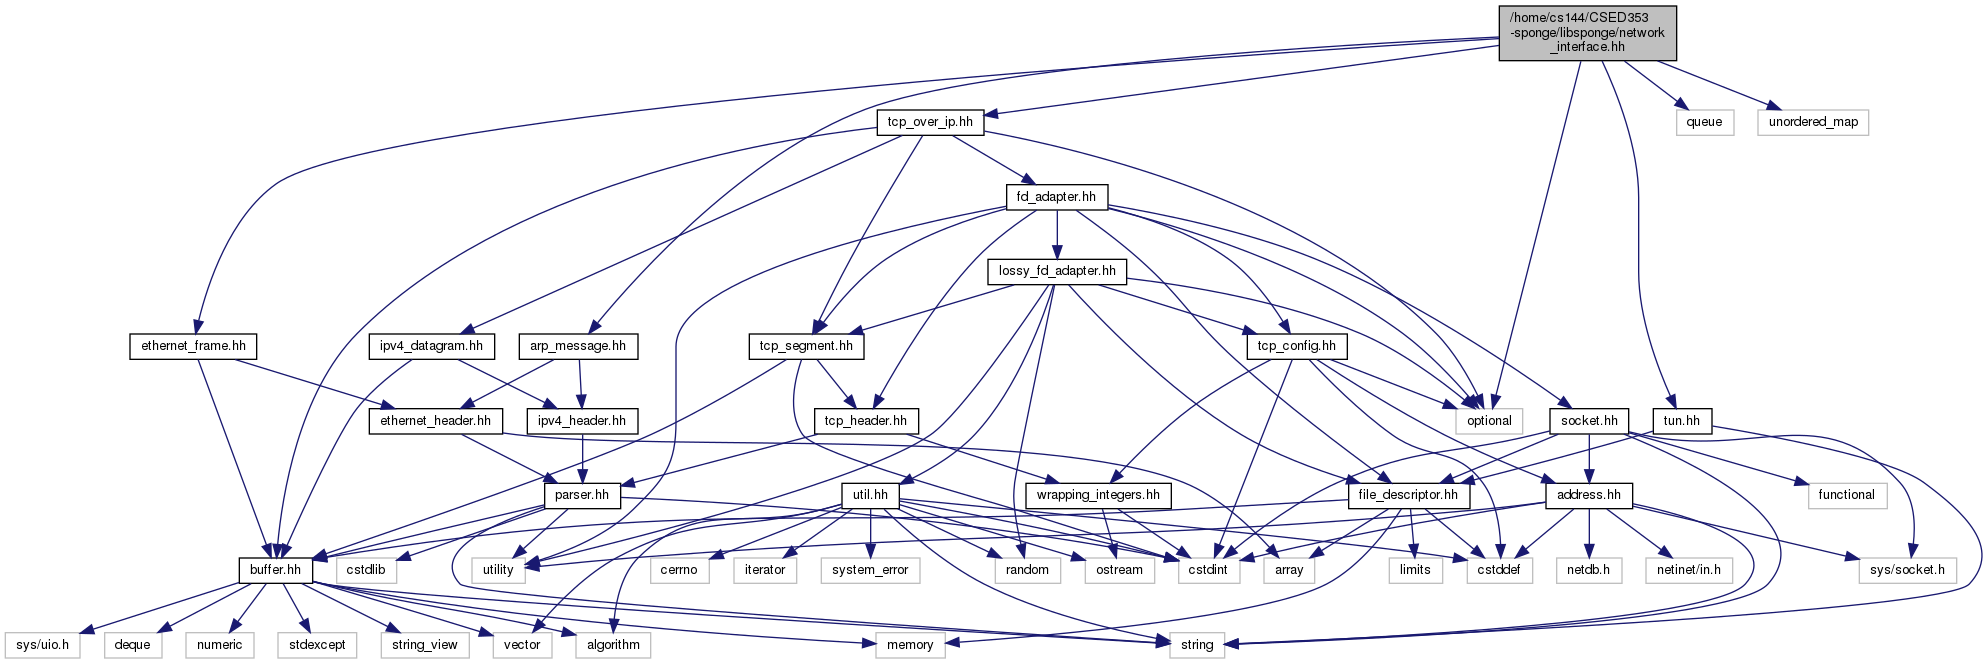 /home/cs144/CSED353
-sponge/libsponge/network
_interface.hh
tcp_over_ip.hh
queue
unordered_map
fd_adapter.hh
lossy_fd_adapter.hh
ethernet_frame.hh
ipv4_datagram.hh
arp_message.hh
tcp_segment.hh
tcp_config.hh
ethernet_header.hh
ipv4_header.hh
tcp_header.hh
optional
socket.hh
tun.hh
parser.hh
util.hh
wrapping_integers.hh
file_descriptor.hh
address.hh
functional
buffer.hh
cstdlib
utility
cerrno
iterator
system_error
random
ostream
cstdint
array
limits
cstddef
netdb.h
netinet/in.h
sys/socket.h
sys/uio.h
deque
numeric
stdexcept
string_view
vector
algorithm
memory
string